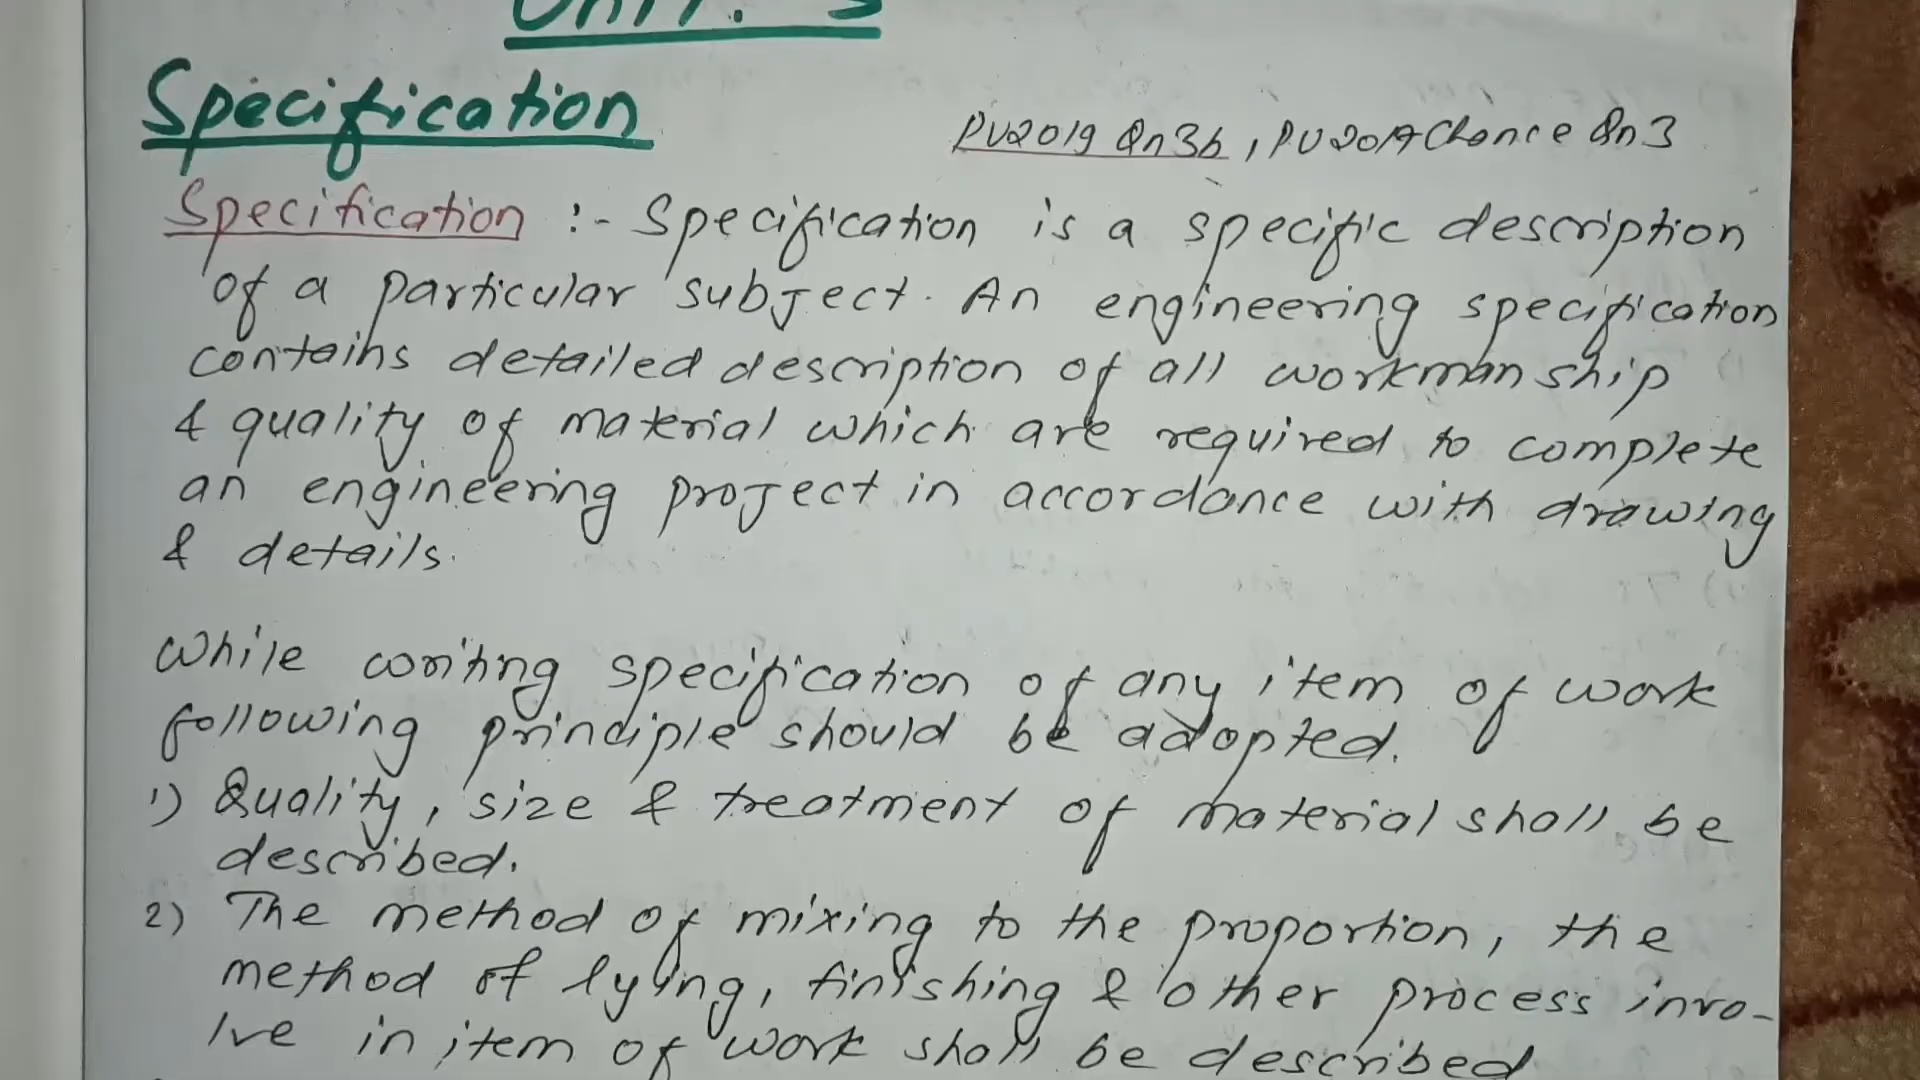 Unit. 3
Specification
PU2019 Qn3b, PU2017 Chance Qn3
Specification :- Specification is a specific description
of a particular subject. An engineering specification
contains detailed description of all workmanship
& quality of material which are required to complete
an engineering project in accordance with drawing
& details.
While writing specification of any item of work
following principle should be adopted.
1) Quality, size & treatment of material shall be
described.
2) The method of mixing to the proportion, the
method of lying, finishing & other process invo-
lve in item of work shall be described